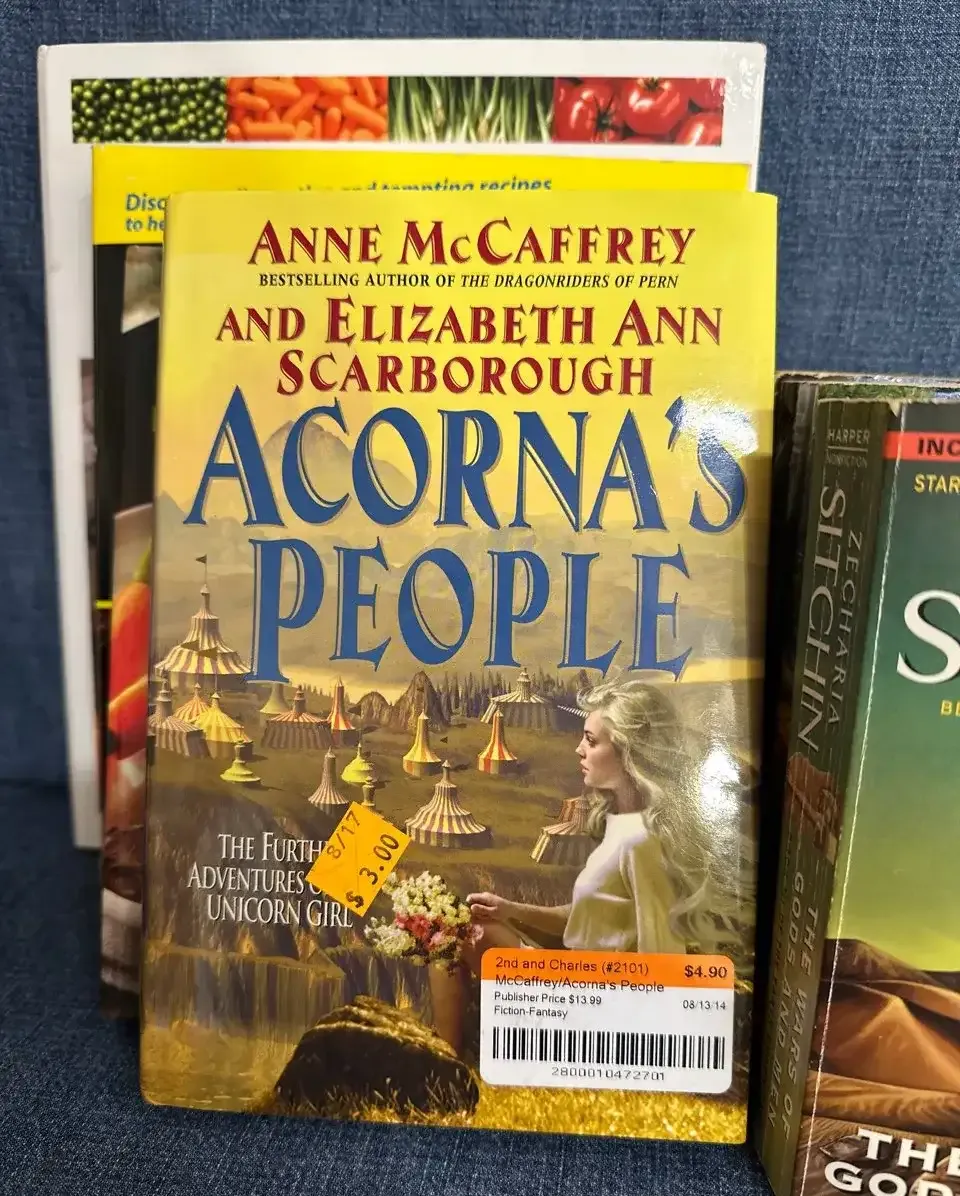 Disc
and tempting recipes
to he
ANNE MCCAFFREY
BESTSELLING AUTHOR OF THE DRAGONRIDERS OF PERN
AND ELIZABETH ANN
SCARBOROUGH
ACORNA'S
PEOPLE
THE FURTH
ADVENTURES
UNICORN GIRL
8/17
$ 3.00
2nd and Charles (#2101) $4.90
McCaffrey/Acorna's People
Publisher Price $13.99 08/13/14
Fiction-Fantasy
2800010472701
HARPER
NONFICTION
ZECHARIA
SITCHIN
THE WARS OF
GODS AND MEN
INC
STAR
S
BE
THE
GOD